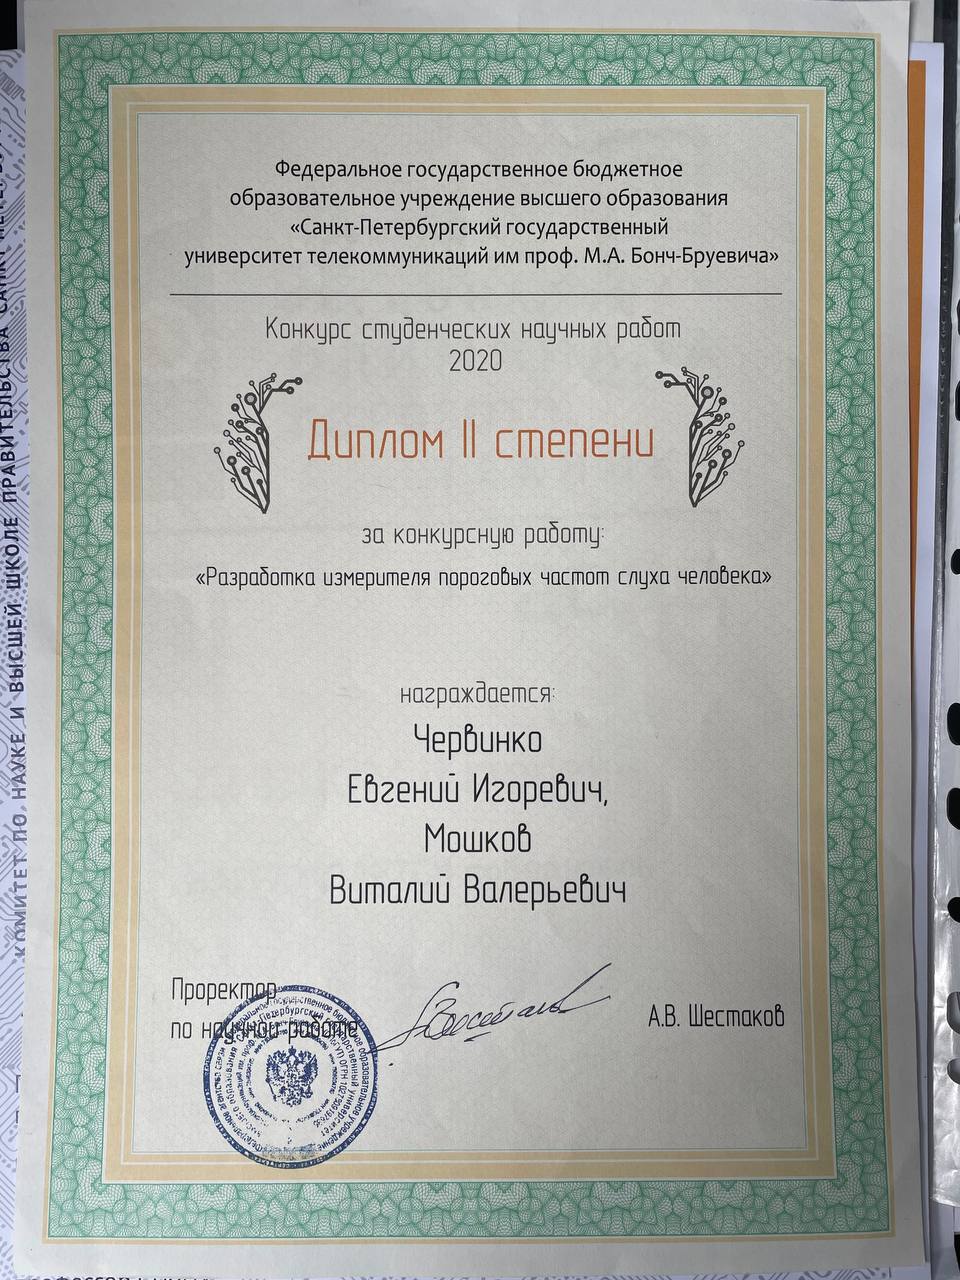 Федеральное государственное бюджетное
образовательное учреждение высшего образования
«Санкт-Петербургский государственный
университет телекоммуникаций им проф. М.А. Бонч-Бруевича»
Конкурс студенческих научных работ
2020
Диплом II степени
за конкурсную работу:
«Разработка измерителя пороговых частот слуха человека»
награждается:
Червинко
Евгений Игоревич,
Мошков
Виталий Валерьевич
Проректор
по научной работе
А.В. Шестаков
КОМИТЕТ ПО НАУКЕ И ВЫСШЕЙ ШКОЛЕ ПРАВИТЕЛЬСТВА